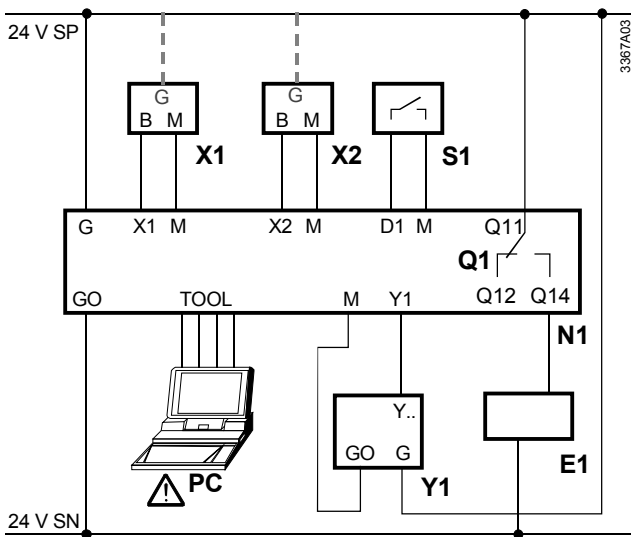 24 V SP
3367A03
G G
B M B M
X1 X2 S1
G X1 M X2 M D1 M Q11
Q1
GO TOOL M Y1 Q12 Q14
N1
Y..
GO G
PC Y1 E1
24 V SN